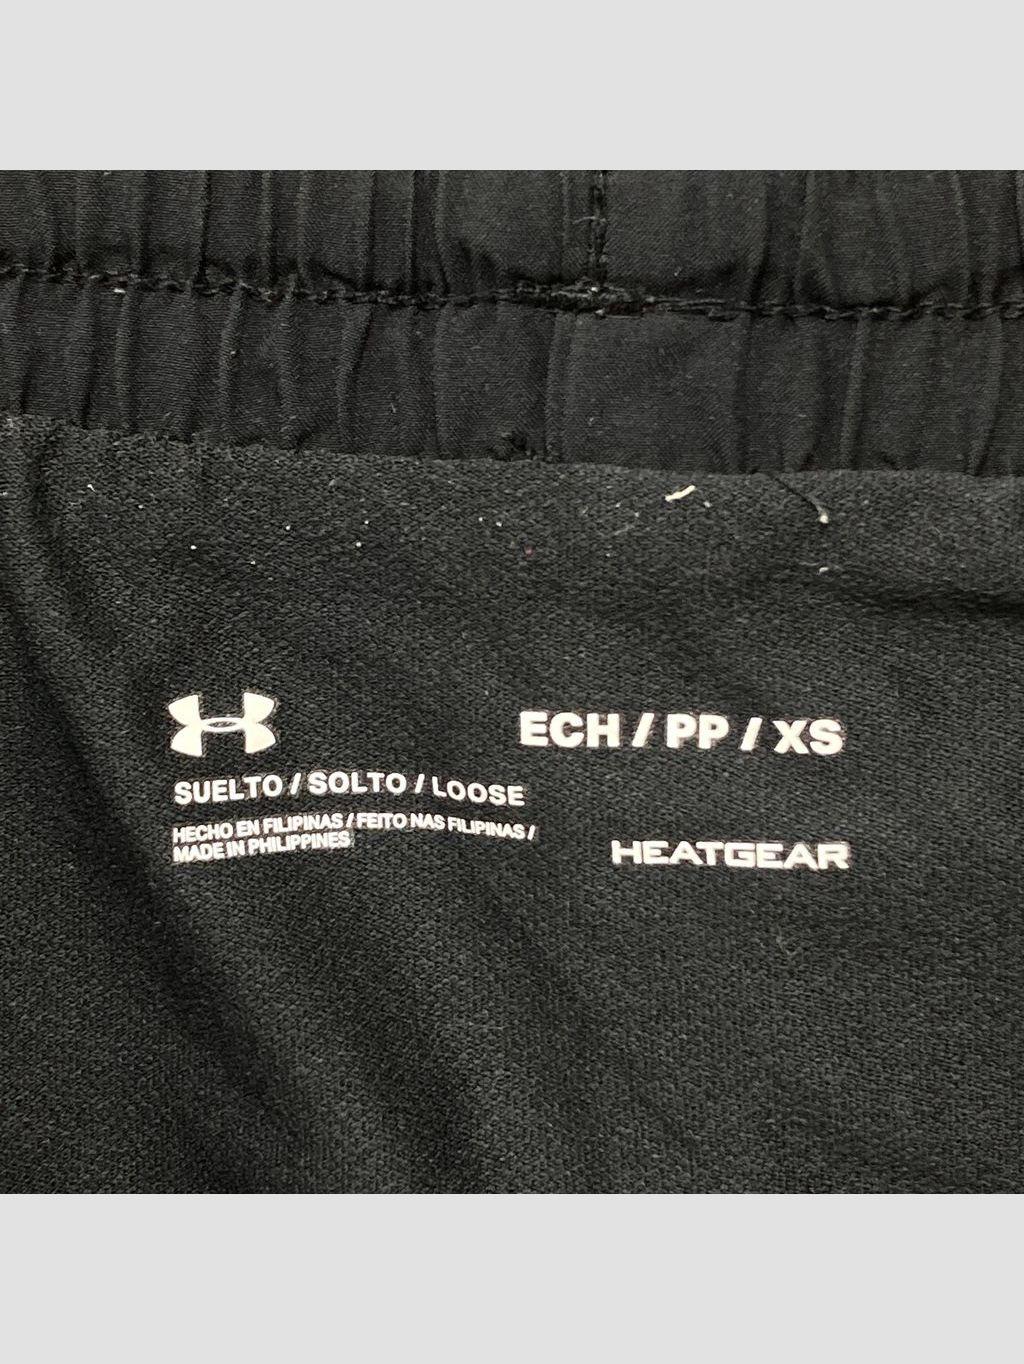 ECH / PP / XS
SUELTO / SOLTO / LOOSE
HECHO EN FILIPINAS / FEITO NAS FILIPINAS /
MADE IN PHILIPPINES
HEATGEAR